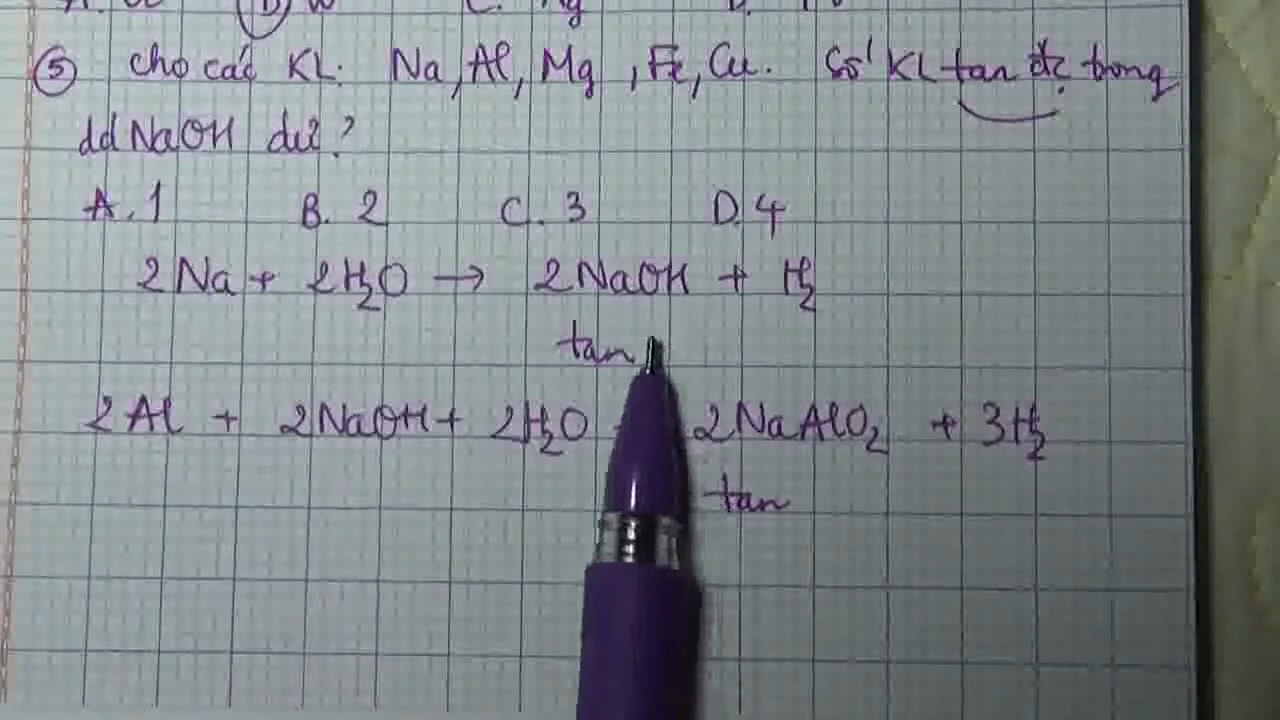 ⑤ Cho các KL: Na, Al, Mg, Fe, Cu. Số KL tan đc trong
dd NaOH dư?
A. 1 B. 2 C. 3 D. 4
2Na + 2H₂O → 2NaOH + H₂
tan
2Al + 2NaOH + 2H₂O 2NaAlO₂ + 3H₂
tan